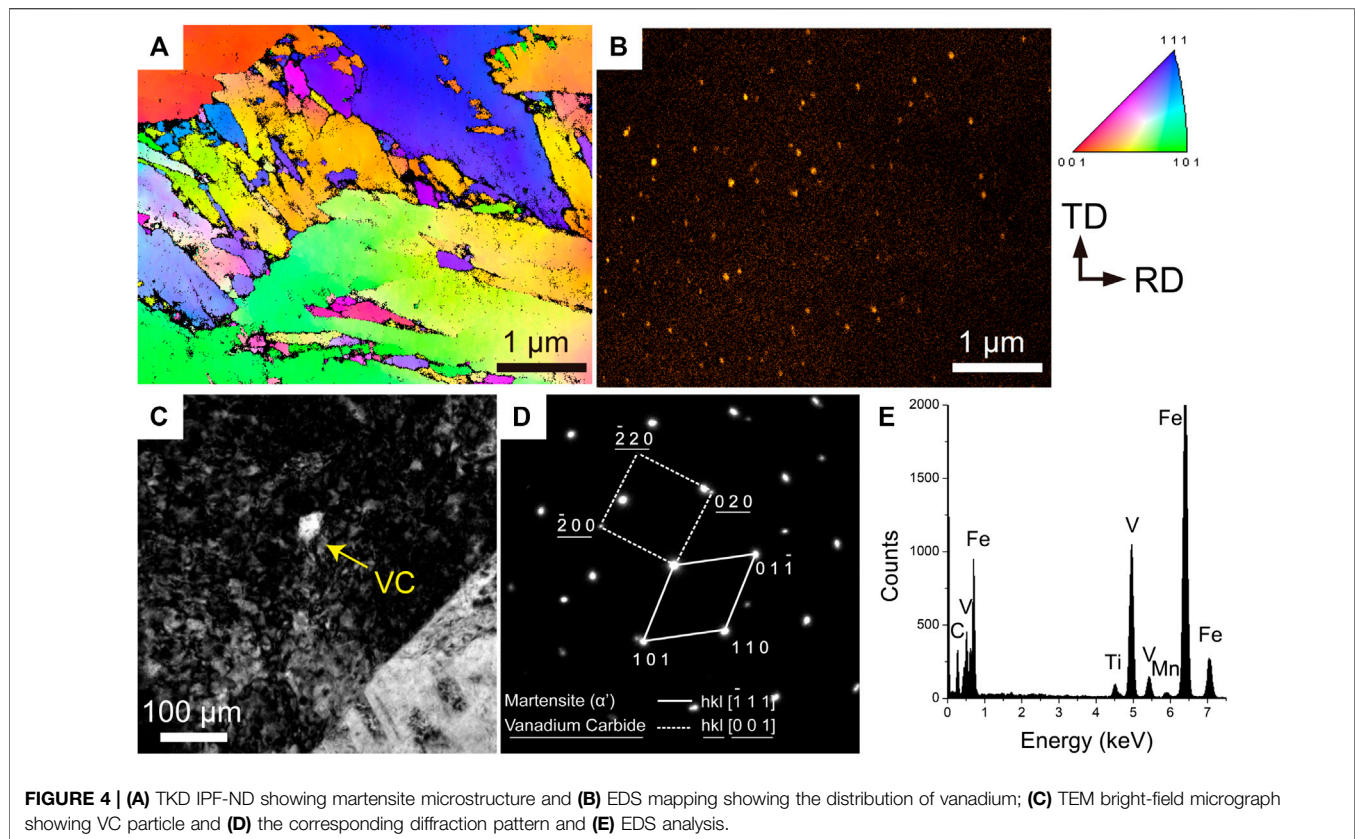 A
1 μm
B
1 μm
1 1 1
0 0 1
1 0 1
TD
RD
C
VC
100 μm
D
2̅ 2 0
0 2 0
2̅ 0 0
0 1 1̅
1 0 1
1 1 0
Martensite (α') hkl [1̅ 1 1]
Vanadium Carbide hkl [0 0 1]
E
2000
1500
1000
500
0
Counts
C
V
Fe
Ti
V
V
Mn
Fe
Fe
0 1 2 3 4 5 6 7
Energy (keV)
FIGURE 4 | (A) TKD IPF-ND showing martensite microstructure and (B) EDS mapping showing the distribution of vanadium; (C) TEM bright-field micrograph
showing VC particle and (D) the corresponding diffraction pattern and (E) EDS analysis.